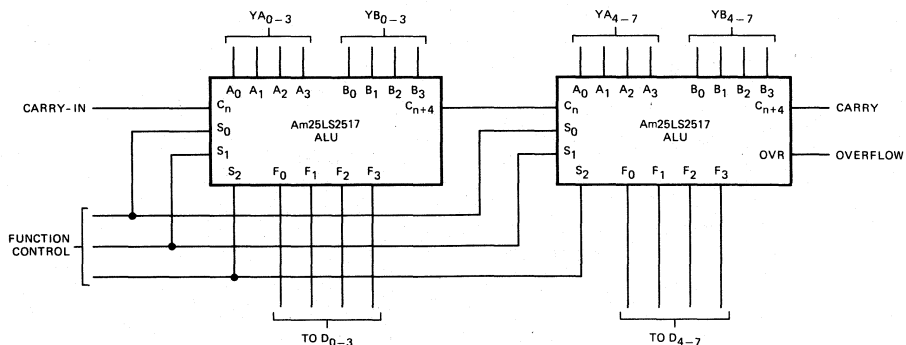 YA0–3 YB0–3 YA4–7 YB4–7
A0 A1 A2 A3 B0 B1 B2 B3 A0 A1 A2 A3 B0 B1 B2 B3
CARRY-IN Cn Cn+4 Cn Cn+4 CARRY
S0 Am25LS2517 S0 Am25LS2517
ALU ALU
S1 S1 OVR OVERFLOW
S2 F0 F1 F2 F3 S2 F0 F1 F2 F3
FUNCTION
CONTROL
TO D0–3 TO D4–7